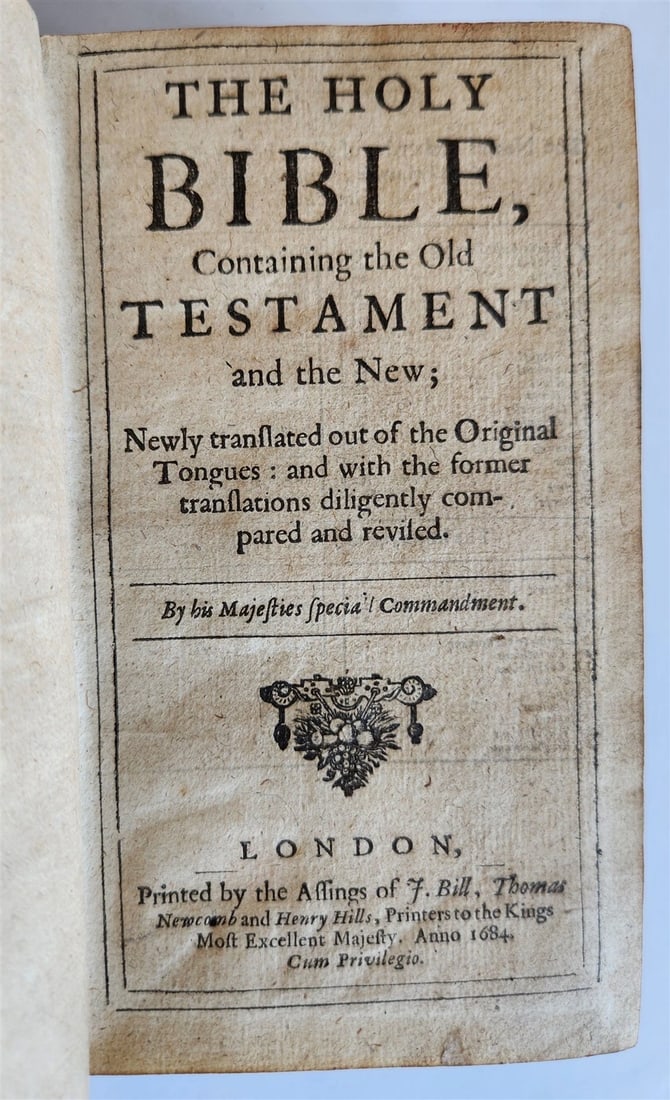 THE HOLY
BIBLE,
Containing the Old
TESTAMENT
and the New;
Newly tranſlated out of the Original
Tongues : and with the former
tranſlations diligently com-
pared and reviſed.
By his Majeſties ſpecial Commandment.
LONDON,
Printed by the Aſſings of J. Bill, Thomas
Newcomb and Henry Hills, Printers to the Kings
Moſt Excellent Majeſty. Anno 1684.
Cum Privilegio.